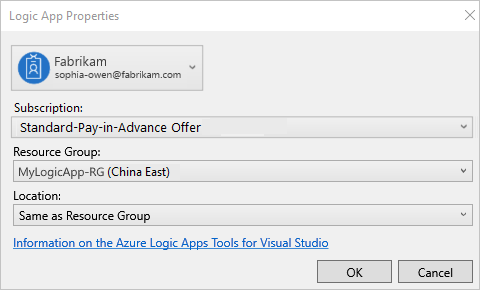 Logic App Properties
Fabrikam
sophia-owen@fabrikam.com
Subscription:
Standard-Pay-in-Advance Offer
Resource Group:
MyLogicApp-RG (China East)
Location:
Same as Resource Group
Information on the Azure Logic Apps Tools for Visual Studio
OK Cancel